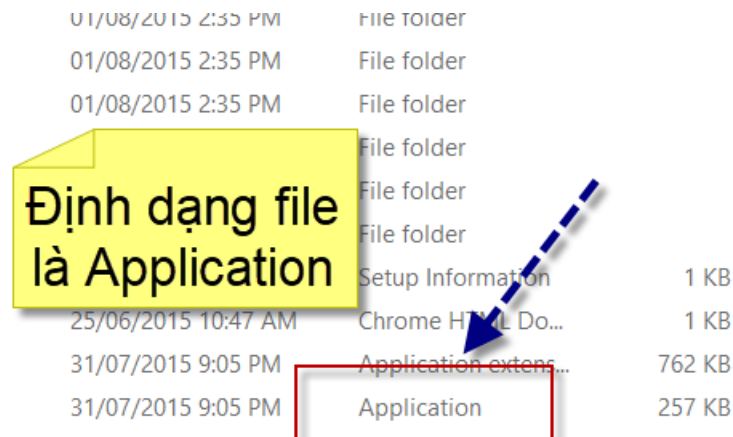 01/08/2015 2:35 PM File folder
01/08/2015 2:35 PM File folder
01/08/2015 2:35 PM File folder
File folder
File folder
File folder
Định dạng file
là Application
Setup Information 1 KB
25/06/2015 10:47 AM Chrome HTML Do... 1 KB
31/07/2015 9:05 PM Application extens... 762 KB
31/07/2015 9:05 PM Application 257 KB